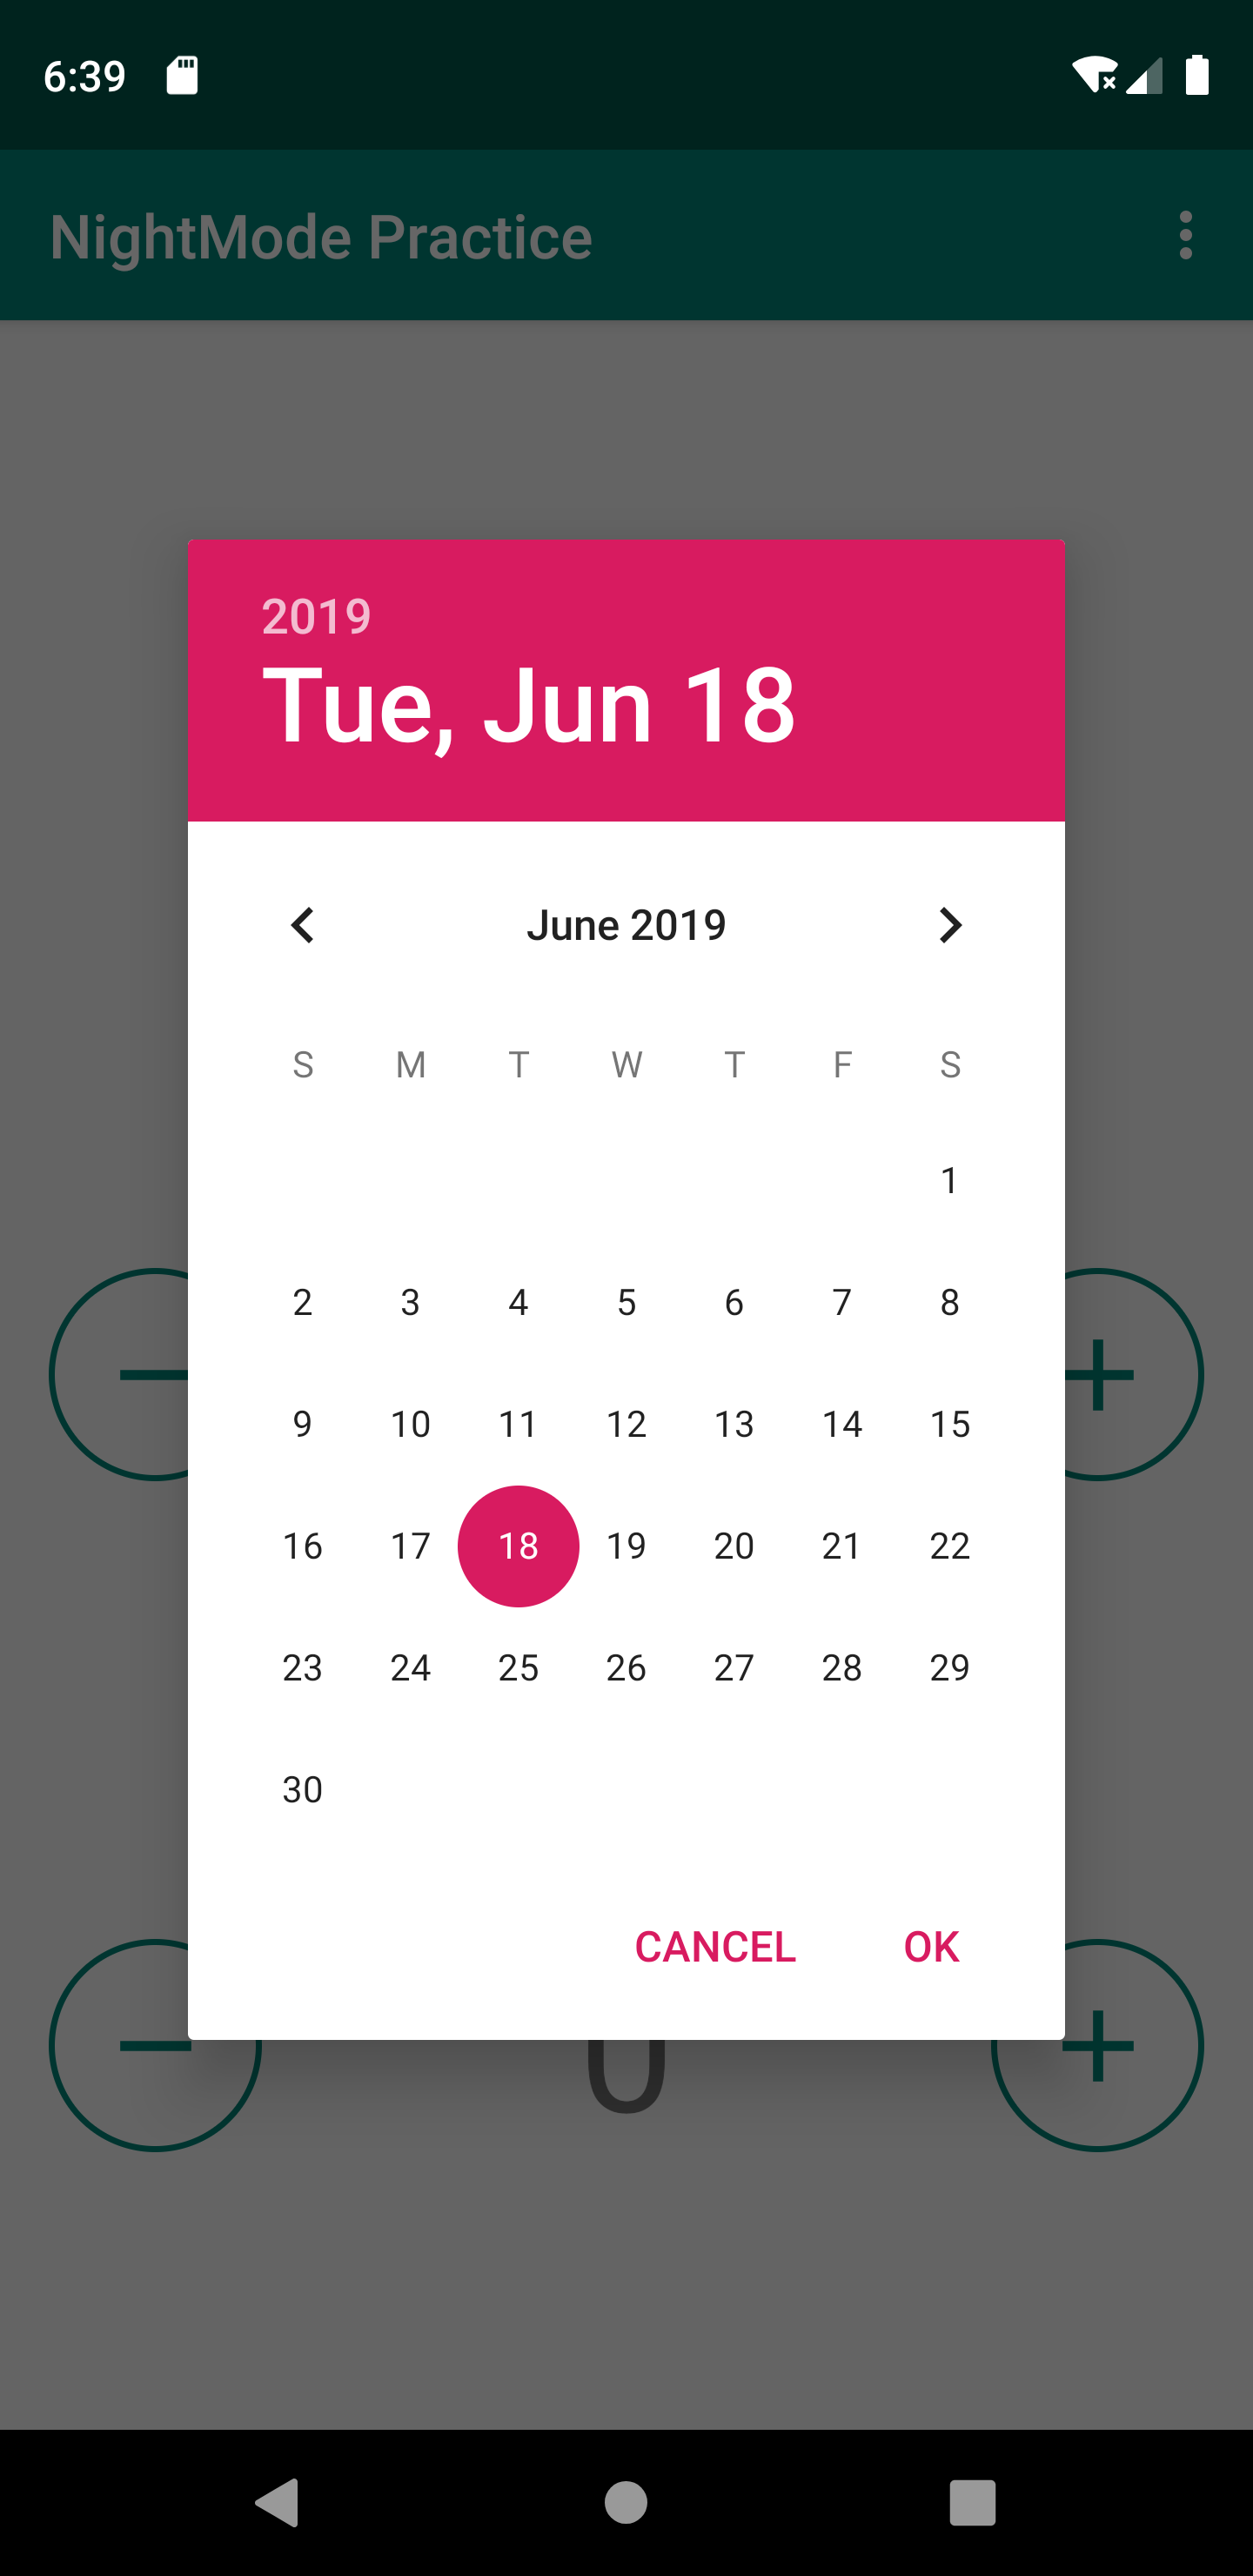 6:39
NightMode Practice
2019
Tue, Jun 18
June 2019
S M T W T F S
1
2 3 4 5 6 7 8
9 10 11 12 13 14 15
16 17 18 19 20 21 22
23 24 25 26 27 28 29
30
CANCEL OK
0